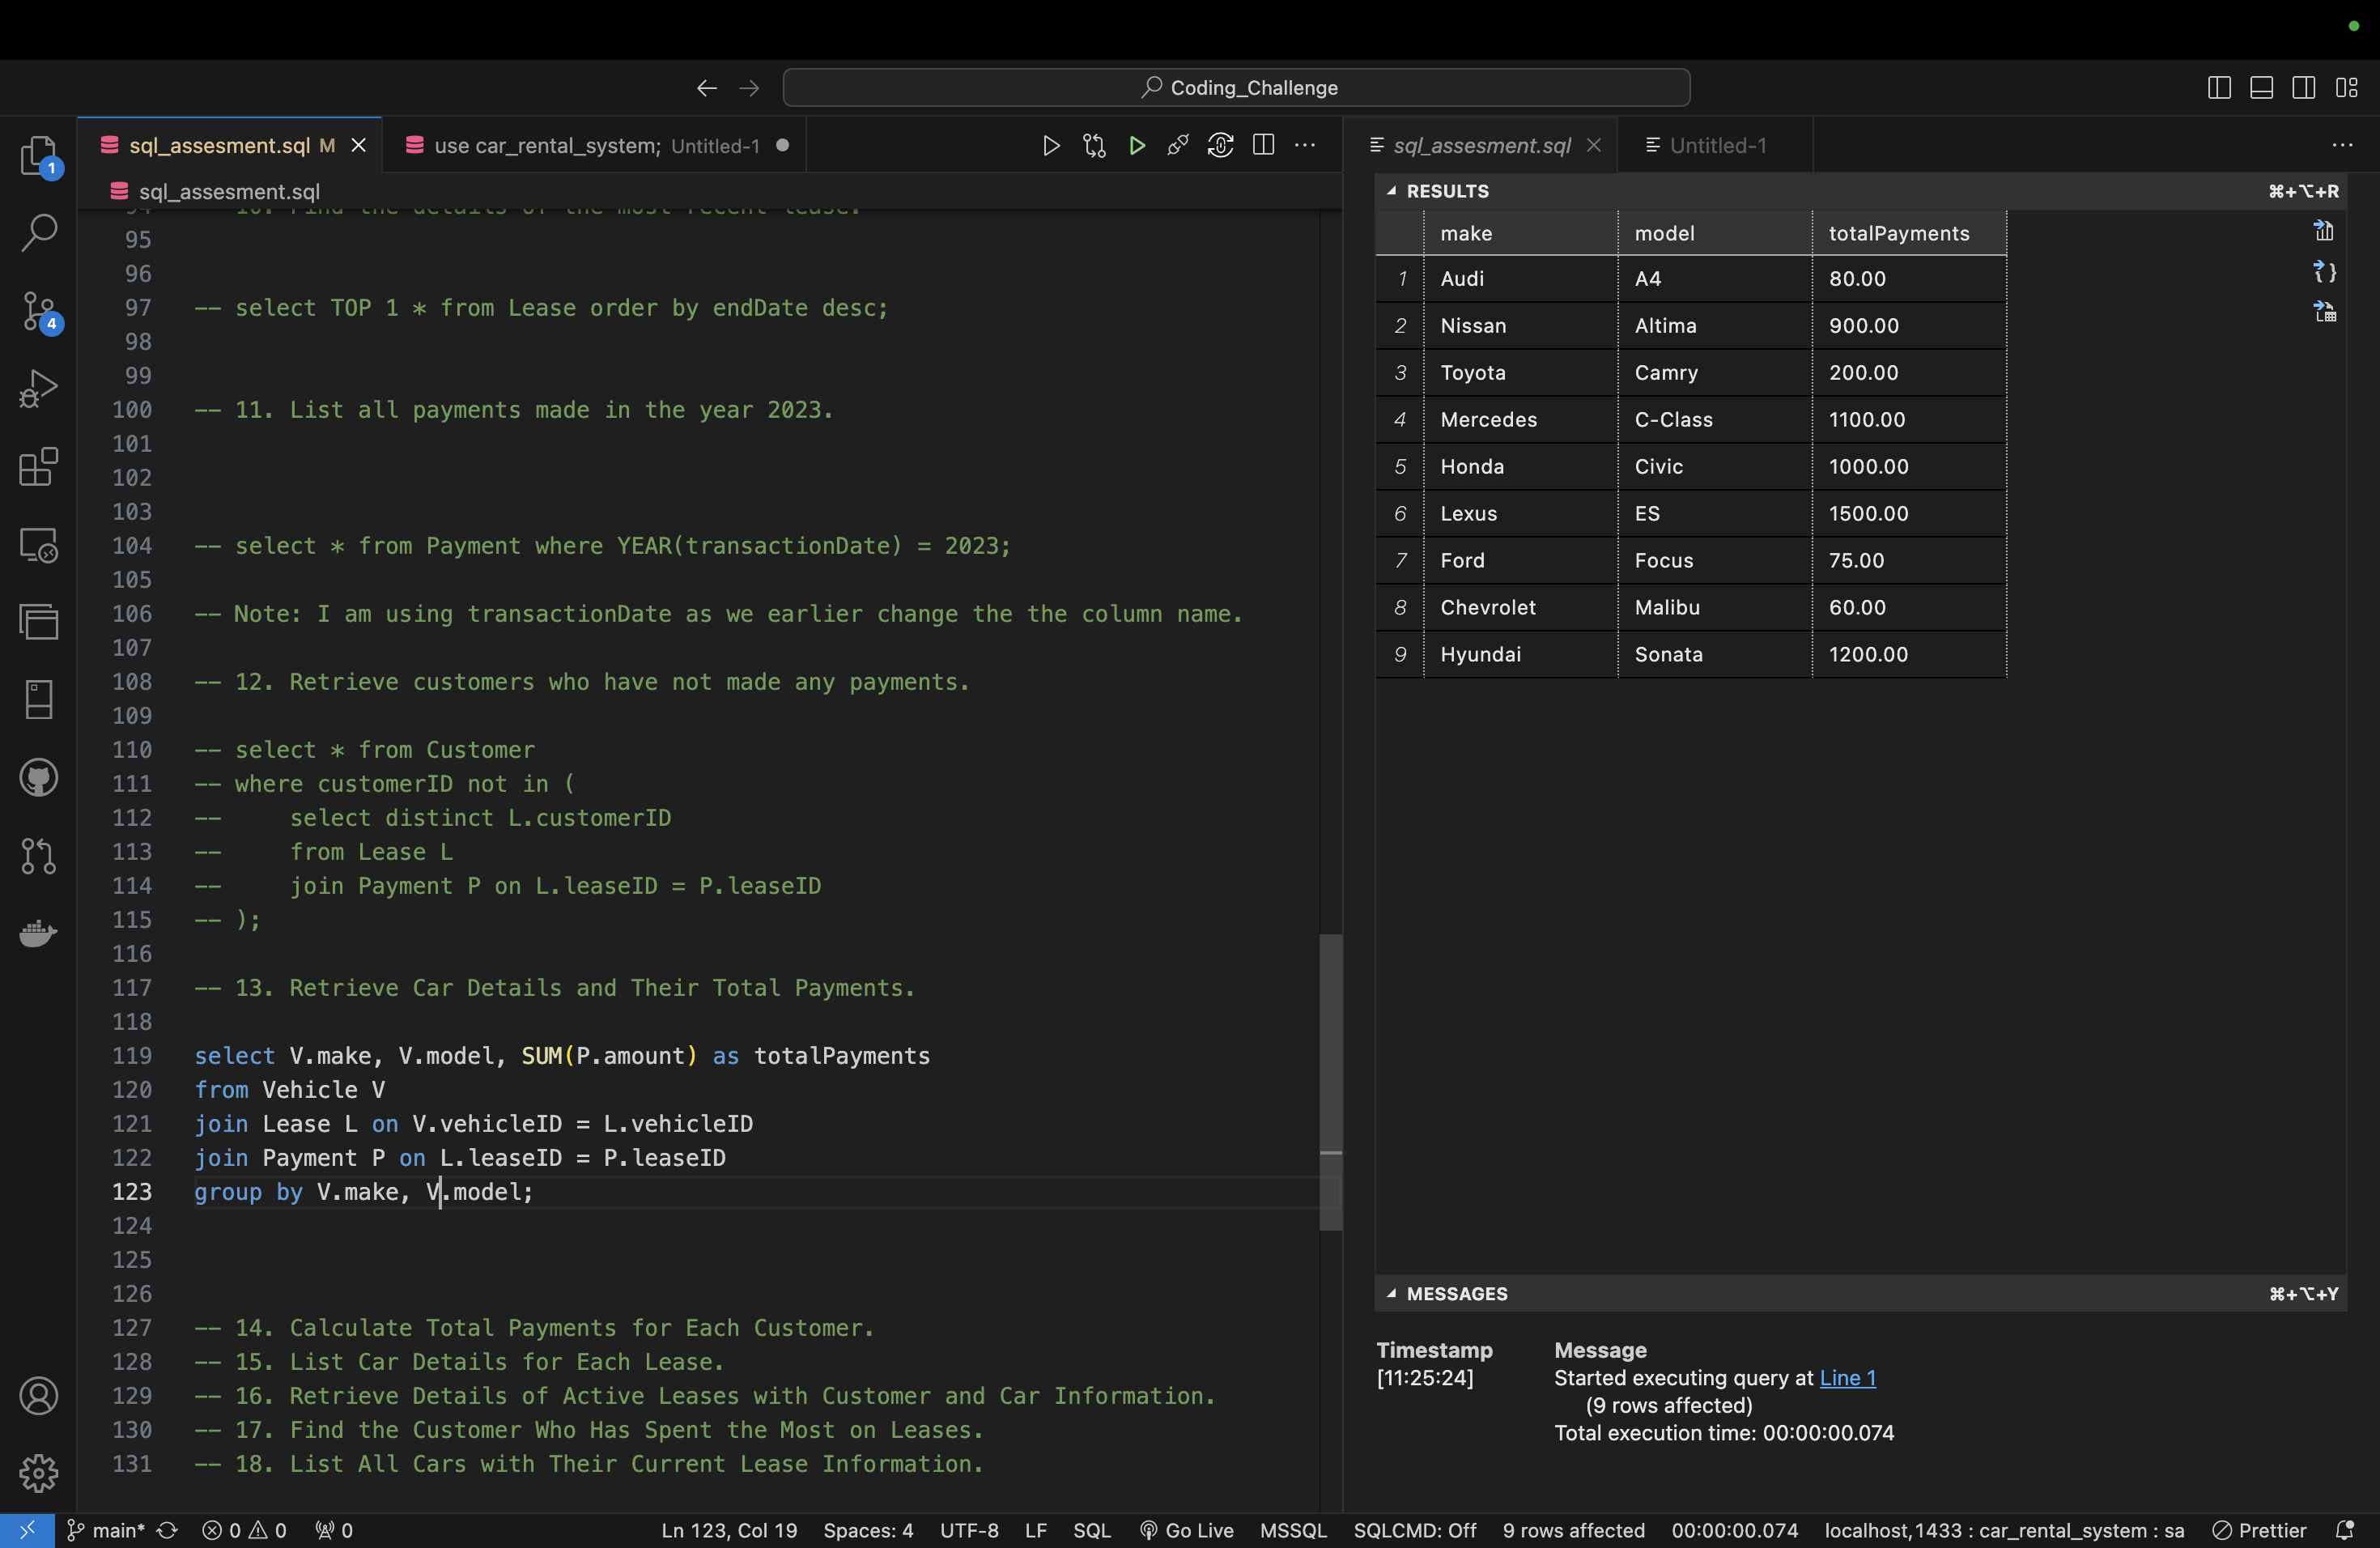 Coding_Challenge
sql_assesment.sql M
use car_rental_system; Untitled-1
sql_assesment.sql
1
4
94 -- 10. Find the details of the most recent lease.
95
96
97 -- select TOP 1 * from Lease order by endDate desc;
98
99
100 -- 11. List all payments made in the year 2023.
101
102
103
104 -- select * from Payment where YEAR(transactionDate) = 2023;
105
106 -- Note: I am using transactionDate as we earlier change the the column name.
107
108 -- 12. Retrieve customers who have not made any payments.
109
110 -- select * from Customer
111 -- where customerID not in (
112 --     select distinct L.customerID
113 --     from Lease L
114 --     join Payment P on L.leaseID = P.leaseID
115 -- );
116
117 -- 13. Retrieve Car Details and Their Total Payments.
118
119 select V.make, V.model, SUM(P.amount) as totalPayments
120 from Vehicle V
121 join Lease L on V.vehicleID = L.vehicleID
122 join Payment P on L.leaseID = P.leaseID
123 group by V.make, V.model;
124
125
126
127 -- 14. Calculate Total Payments for Each Customer.
128 -- 15. List Car Details for Each Lease.
129 -- 16. Retrieve Details of Active Leases with Customer and Car Information.
130 -- 17. Find the Customer Who Has Spent the Most on Leases.
131 -- 18. List All Cars with Their Current Lease Information.
sql_assesment.sql
Untitled-1
RESULTS ⌘+⌥+R
make model totalPayments
1 Audi A4 80.00
2 Nissan Altima 900.00
3 Toyota Camry 200.00
4 Mercedes C-Class 1100.00
5 Honda Civic 1000.00
6 Lexus ES 1500.00
7 Ford Focus 75.00
8 Chevrolet Malibu 60.00
9 Hyundai Sonata 1200.00
MESSAGES ⌘+⌥+Y
Timestamp Message
[11:25:24] Started executing query at Line 1
(9 rows affected)
Total execution time: 00:00:00.074
main* 0 0 0 Ln 123, Col 19 Spaces: 4 UTF-8 LF SQL Go Live MSSQL SQLCMD: Off 9 rows affected 00:00:00.074 localhost,1433 : car_rental_system : sa Prettier